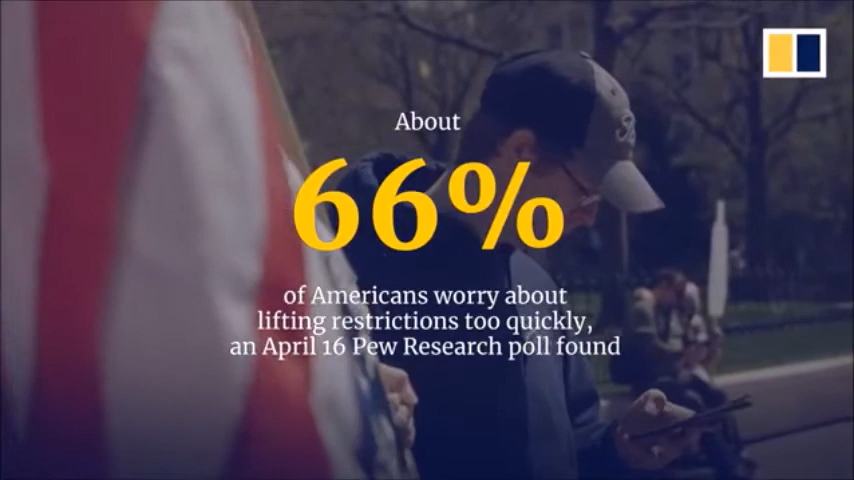 About
66%
of Americans worry about
lifting restrictions too quickly,
an April 16 Pew Research poll found